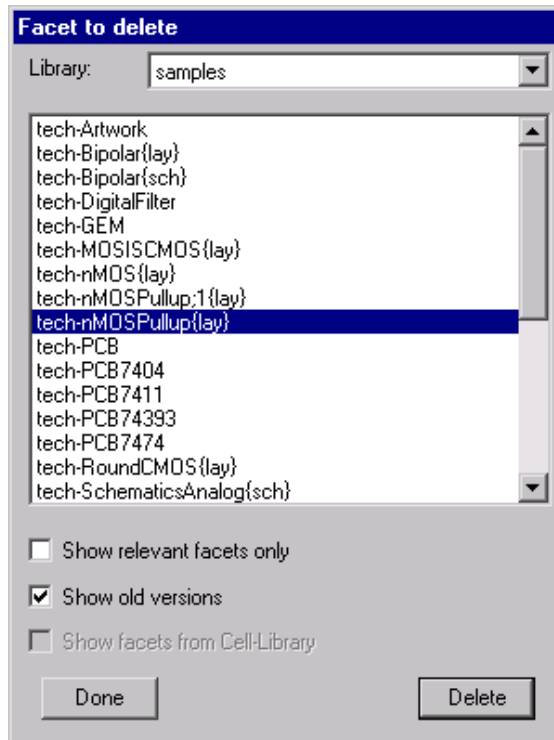 Facet to delete
Library: samples
tech-Artwork
tech-Bipolar{lay}
tech-Bipolar{sch}
tech-DigitalFilter
tech-GEM
tech-MOSISCMOS{lay}
tech-nMOS{lay}
tech-nMOSPullup;1{lay}
tech-nMOSPullup{lay}
tech-PCB
tech-PCB7404
tech-PCB7411
tech-PCB74393
tech-PCB7474
tech-RoundCMOS{lay}
tech-SchematicsAnalog{sch}
Show relevant facets only
Show old versions
Show facets from Cell-Library
Done Delete